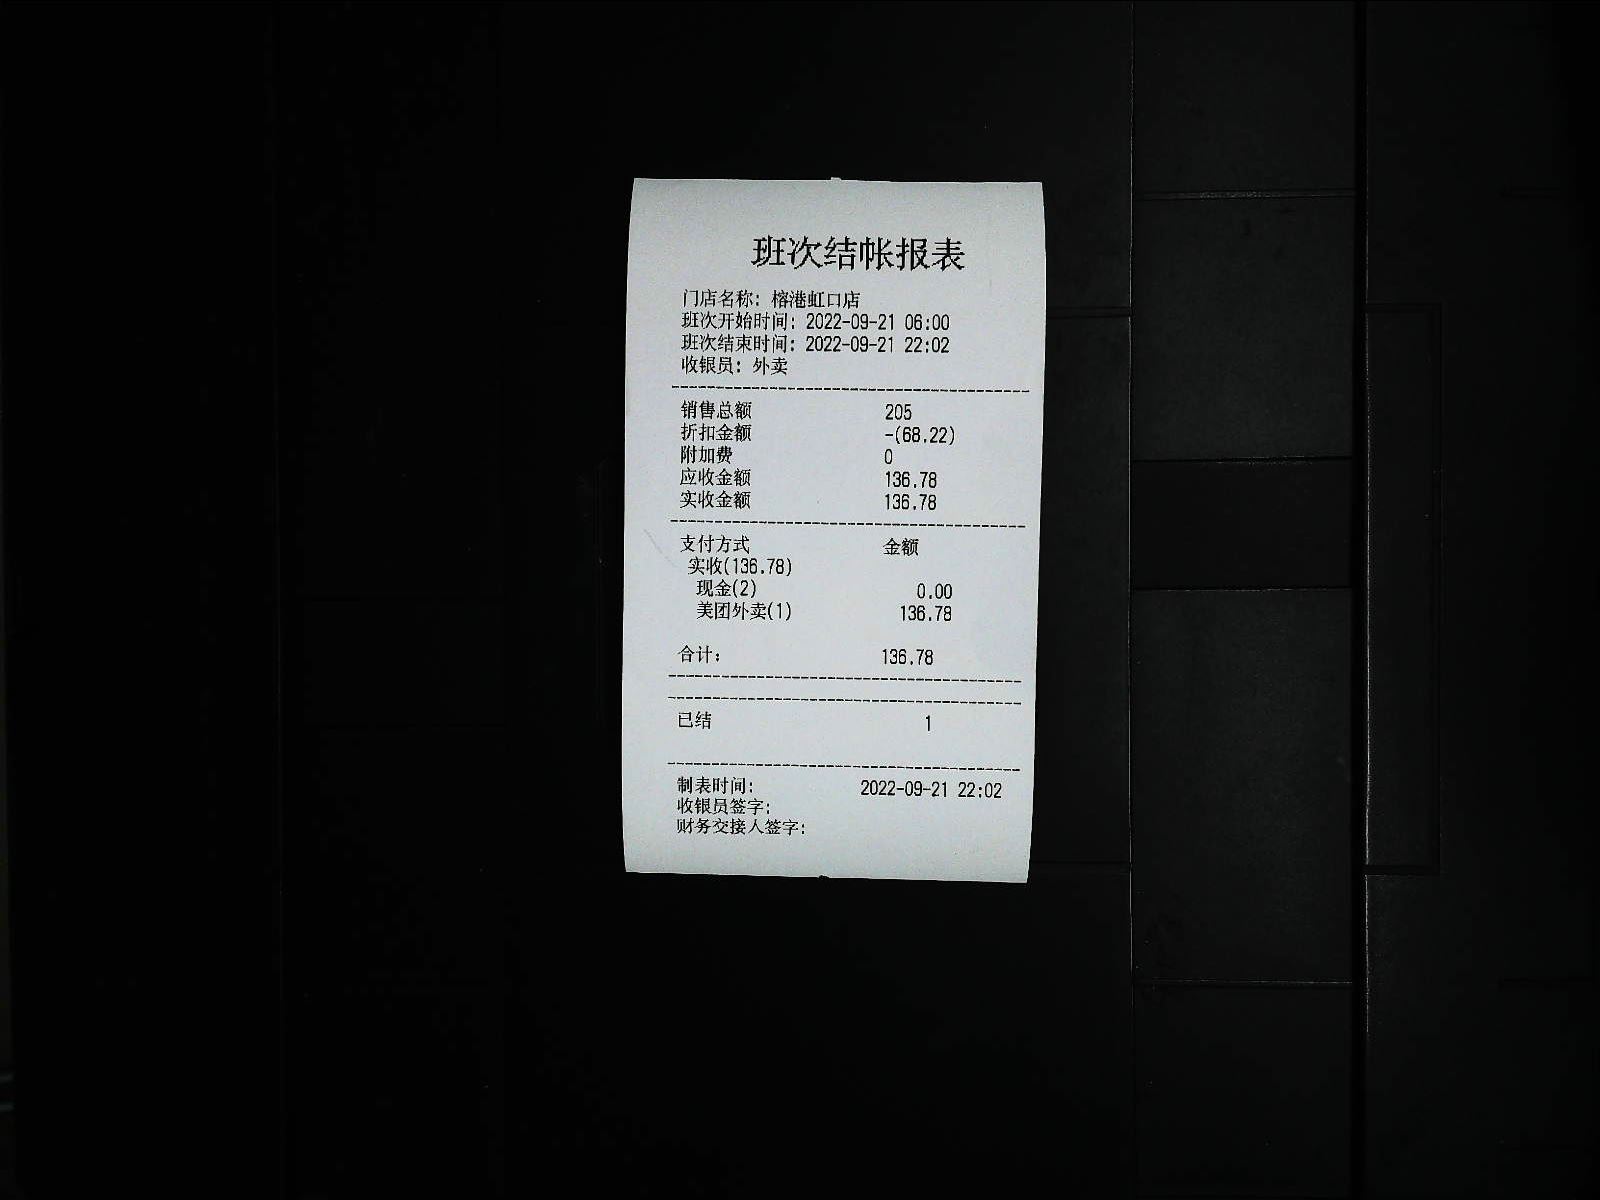 班次结帐报表
门店名称: 榕港虹口店
班次开始时间: 2022-09-21 06:00
班次结束时间: 2022-09-21 22:02
收银员: 外卖
销售总额 205
折扣金额 -(68.22)
附加费 0
应收金额 136.78
实收金额 136.78
支付方式 金额
实收(136.78)
现金(2) 0.00
美团外卖(1) 136.78
合计: 136.78
已结 1
制表时间: 2022-09-21 22:02
收银员签字:
财务交接人签字: